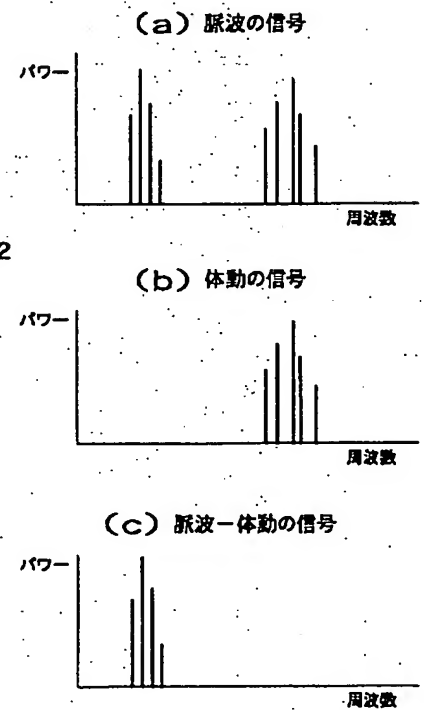 (a) 脈波の信号
パワー
周波数
2
(b) 体動の信号
パワー
周波数
(c) 脈波ー体動の信号
パワー
周波数